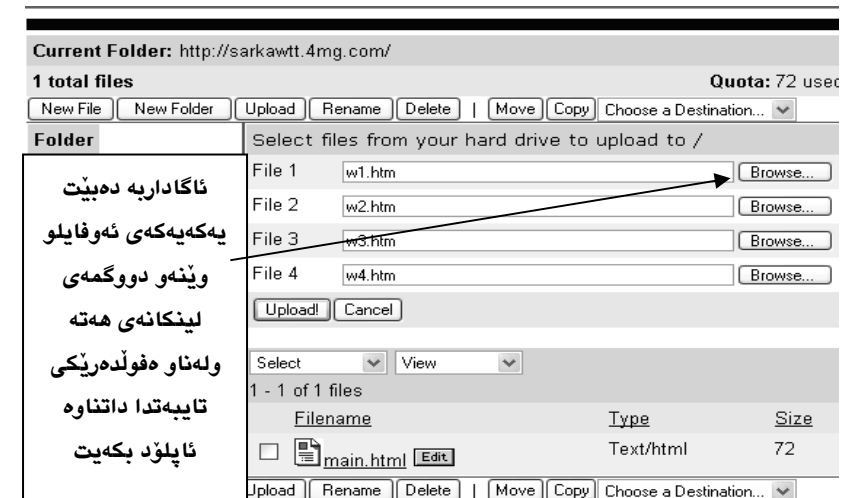 Current Folder: http://sarkawtt.4mg.com/
1 total files Quota: 72 used
New File New Folder Upload Rename Delete | Move Copy Choose a Destination...
Folder Select files from your hard drive to upload to /
File 1 w1.htm Browse...
File 2 w2.htm Browse...
File 3 w3.htm Browse...
File 4 w4.htm Browse...
Upload! Cancel
ئاگاداربە دەبێت
یەکەیەکەی ئەوفایلو
وێنەو دووگمەی
لینکانەی هەتە
ولەناو هفوڵدەرێکی
تایبەتدا داتناوە
ئاپلۆد بکەیت
Select View
1 - 1 of 1 files
Filename Type Size
main.html Edit Text/html 72
Upload Rename Delete | Move Copy Choose a Destination...